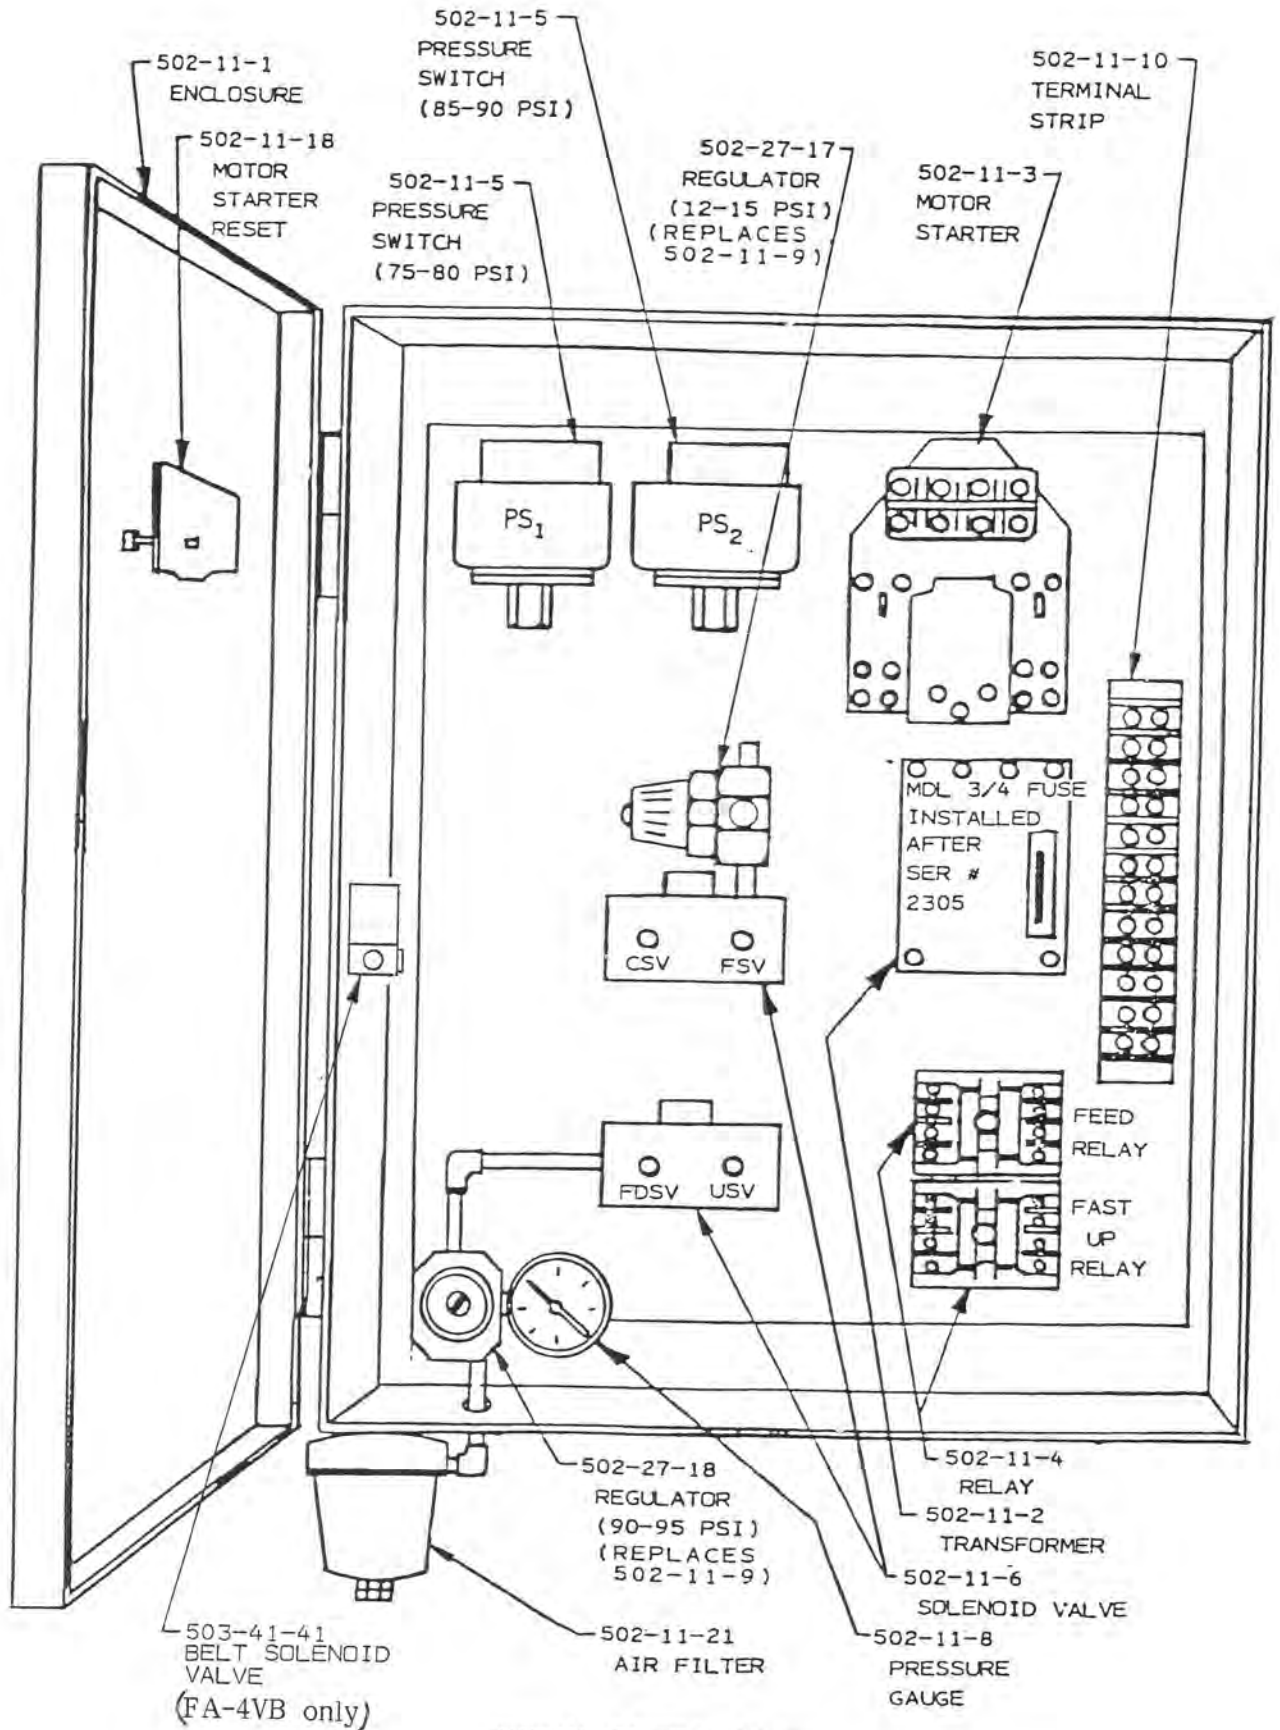 502-11-5
PRESSURE
SWITCH
(85-90 PSI)
502-11-1
ENCLOSURE
502-11-10
TERMINAL
STRIP
502-11-18
MOTOR
STARTER
RESET
502-11-5
PRESSURE
SWITCH
(75-80 PSI)
502-27-17
REGULATOR
(12-15 PSI)
(REPLACES
502-11-9)
502-11-3
MOTOR
STARTER
PS1
PS2
MDL 3/4 FUSE
INSTALLED
AFTER
SER #
2305
CSV FSV
FDSV USV
FEED
RELAY
FAST
UP
RELAY
502-27-18
REGULATOR
(90-95 PSI)
(REPLACES
502-11-9)
502-11-4
RELAY
502-11-2
TRANSFORMER
502-11-6
SOLENOID VALVE
503-41-41
BELT SOLENOID
VALVE
(FA-4VB only)
502-11-21
AIR FILTER
502-11-8
PRESSURE
GAUGE